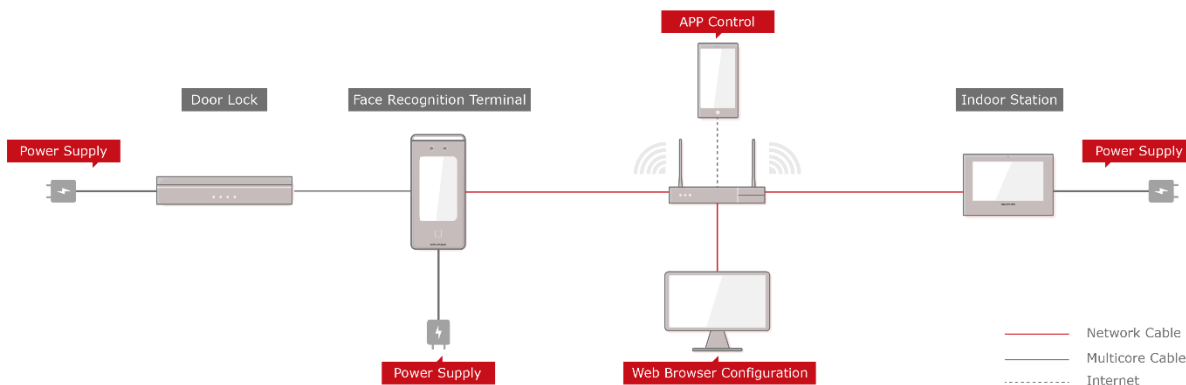 APP Control
Door Lock
Face Recognition Terminal
Indoor Station
Power Supply
Power Supply
Power Supply
Web Browser Configuration
Network Cable
Multicore Cable
Internet